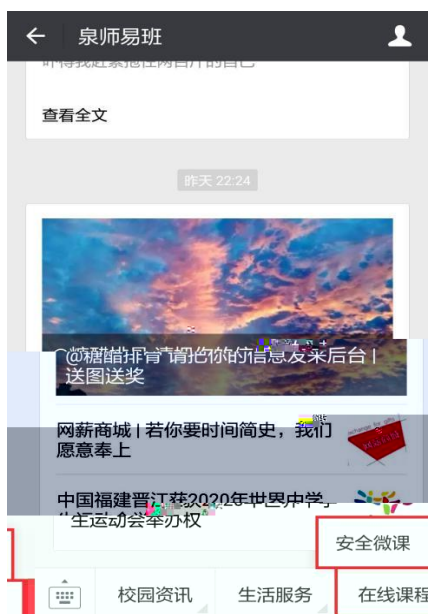 泉师易班
查看全文
昨天 22:24
@糖醋排骨 请把你的信息发来后台 |
送图送奖
网薪商城 | 若你要时间简史，我们
愿意奉上
中国福建晋江获2020年世界中学
生运动会举办权
安全微课
校园资讯
生活服务
在线课程